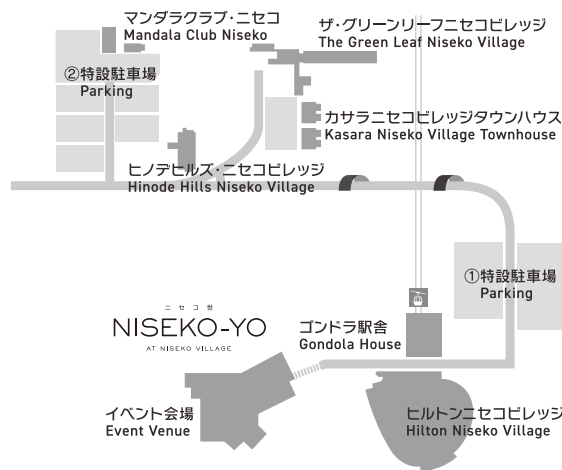 マンダラクラブ・ニセコ
Mandala Club Niseko
ザ・グリーンリーフニセコビレッジ
The Green Leaf Niseko Village
②特設駐車場
Parking
カサラニセコビレッジタウンハウス
Kasara Niseko Village Townhouse
ヒノデヒルズ・ニセコビレッジ
Hinode Hills Niseko Village
①特設駐車場
Parking
ニセコ世
NISEKO-YO
AT NISEKO VILLAGE
ゴンドラ駅舎
Gondola House
イベント会場
Event Venue
ヒルトンニセコビレッジ
Hilton Niseko Village